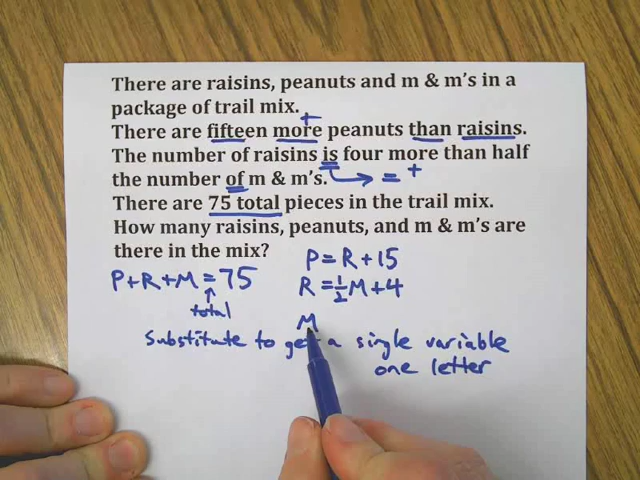 There are raisins, peanuts and m & m's in a
package of trail mix.
+
There are fifteen more peanuts than raisins.
The number of raisins is four more than half
the number of m & m's. → = +
There are 75 total pieces in the trail mix.
How many raisins, peanuts, and m & m's are
there in the mix?
P = R + 15
P+R+M = 75
R = 1/2 M + 4
↑
total
M
Substitute to get a single variable
one letter